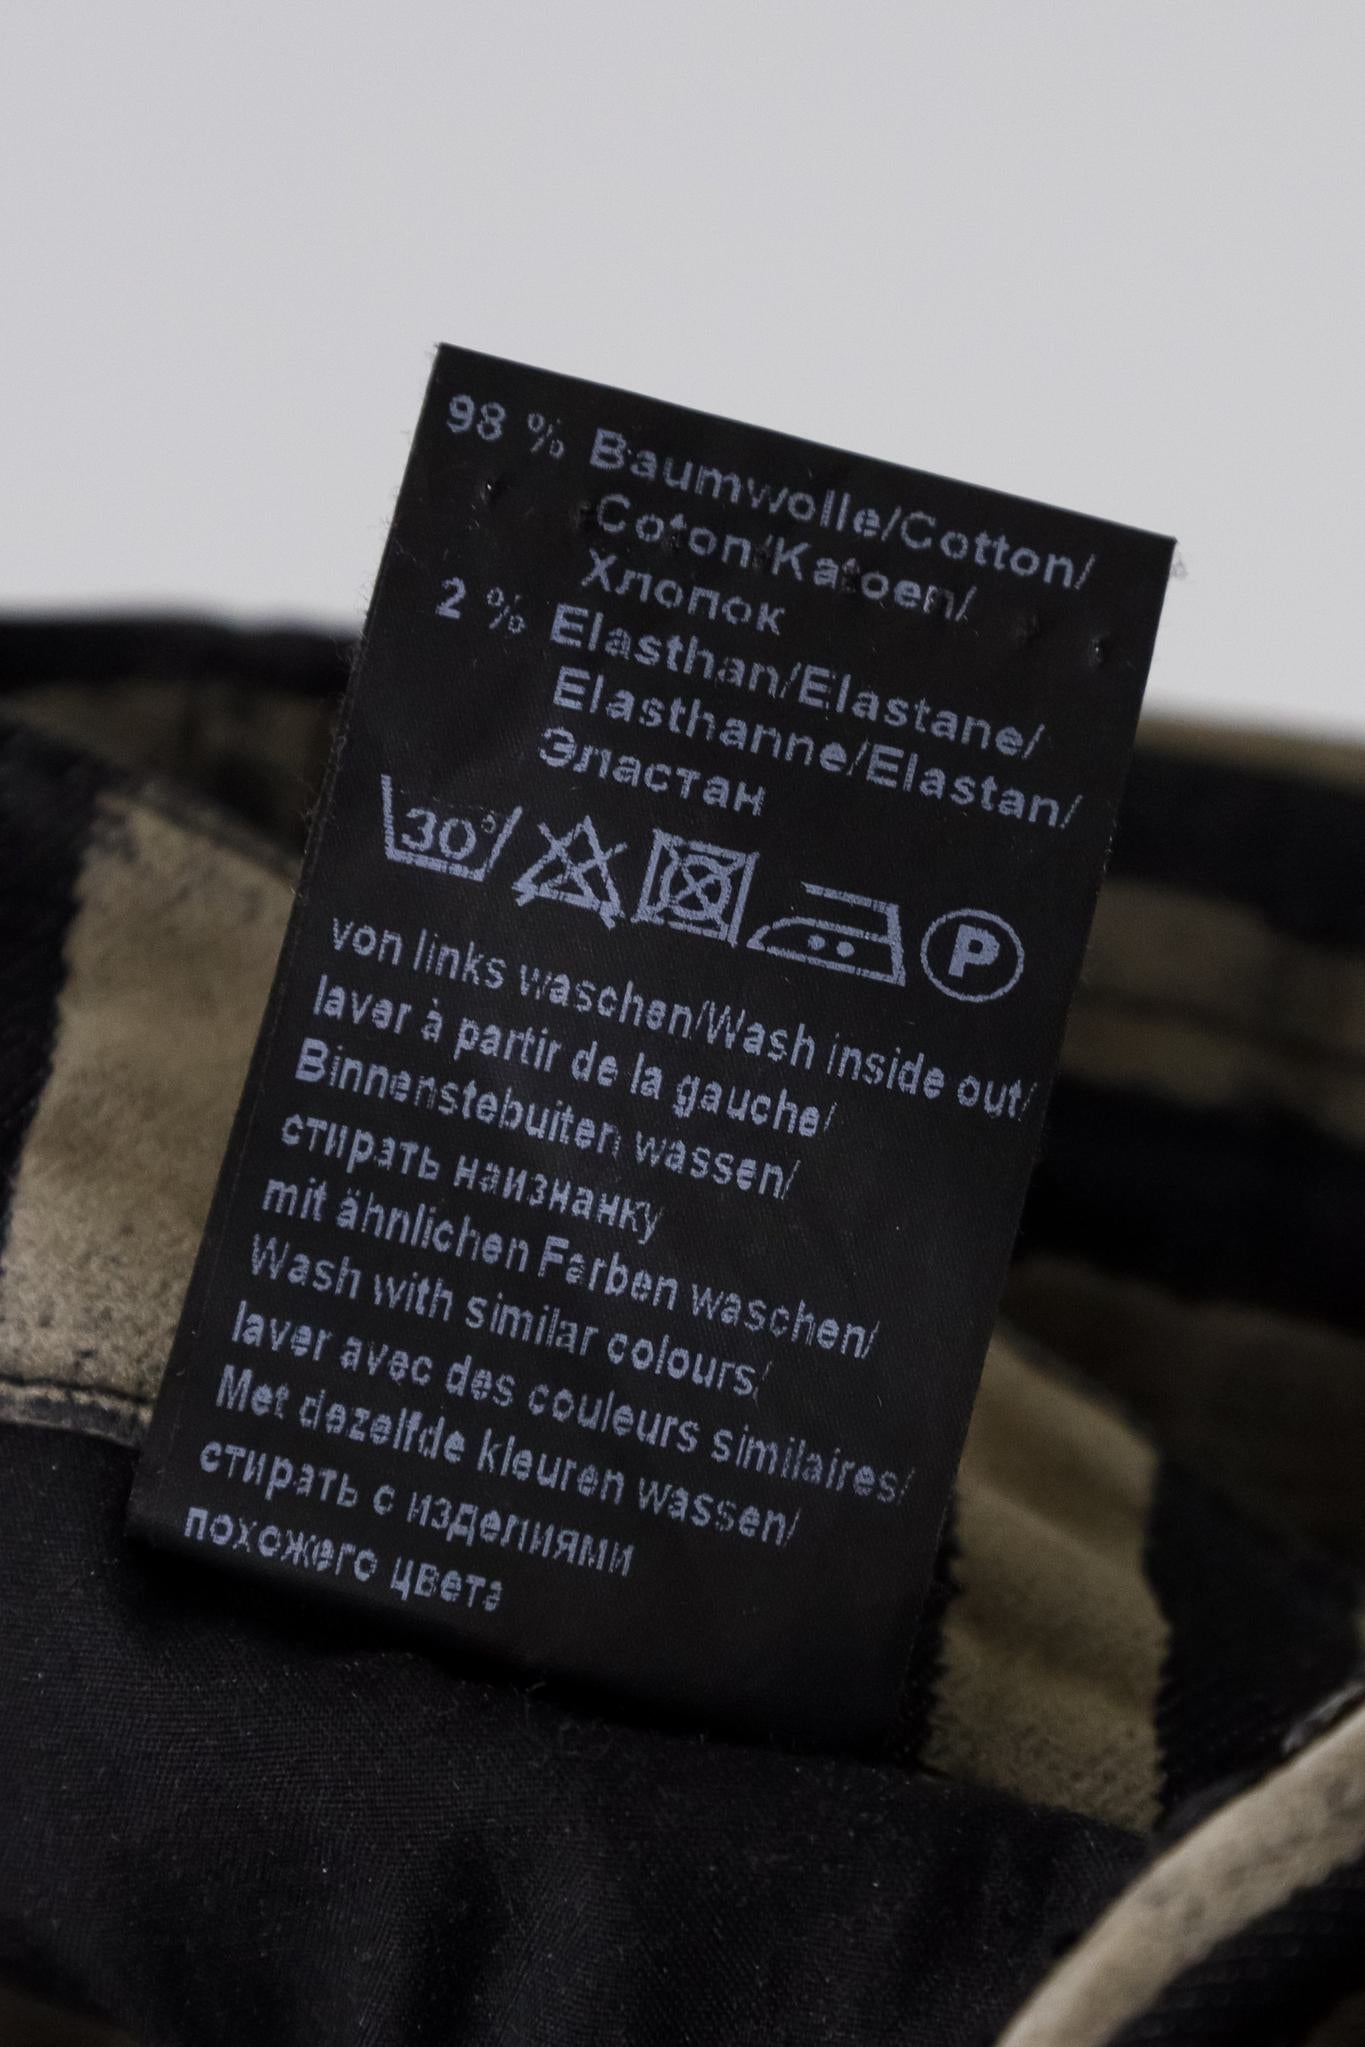 98 % Baumwolle/Cotton/
Coton/Katoen/
Хлопок
2 % Elasthan/Elastane/
Elasthanne/Elastan/
Эластан
30°
P
von links waschen/Wash inside out/
laver à partir de la gauche/
Binnenstebuiten wassen/
стирать наизнанку
mit ähnlichen Farben waschen/
Wash with similar colours/
laver avec des couleurs similaires/
Met dezelfde kleuren wassen/
стирать с изделиями
похожего цвета